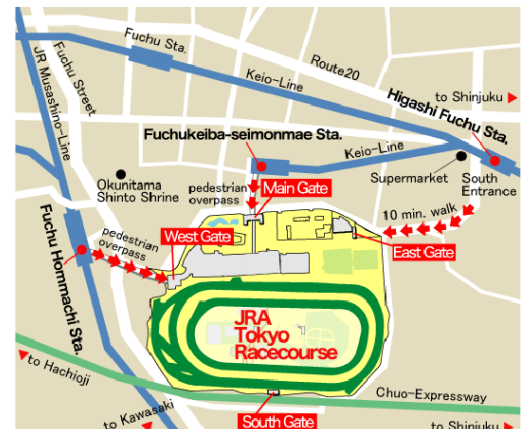 Fuchu Sta.
Keio-Line
Route20
to Shinjuku
Higashi Fuchu Sta.
JR Musashino-Line
Fuchu Street
Fuchukeiba-seimonmae Sta.
Keio-Line
Supermarket
South
Entrance
Okunitama
Shinto Shrine
pedestrian
overpass
Main Gate
10 min. walk
West Gate
East Gate
pedestrian
overpass
Fuchu Hommachi Sta.
JRA
Tokyo
Racecourse
to Hachioji
Chuo-Expressway
to Kawasaki
South Gate
to Shinjuku